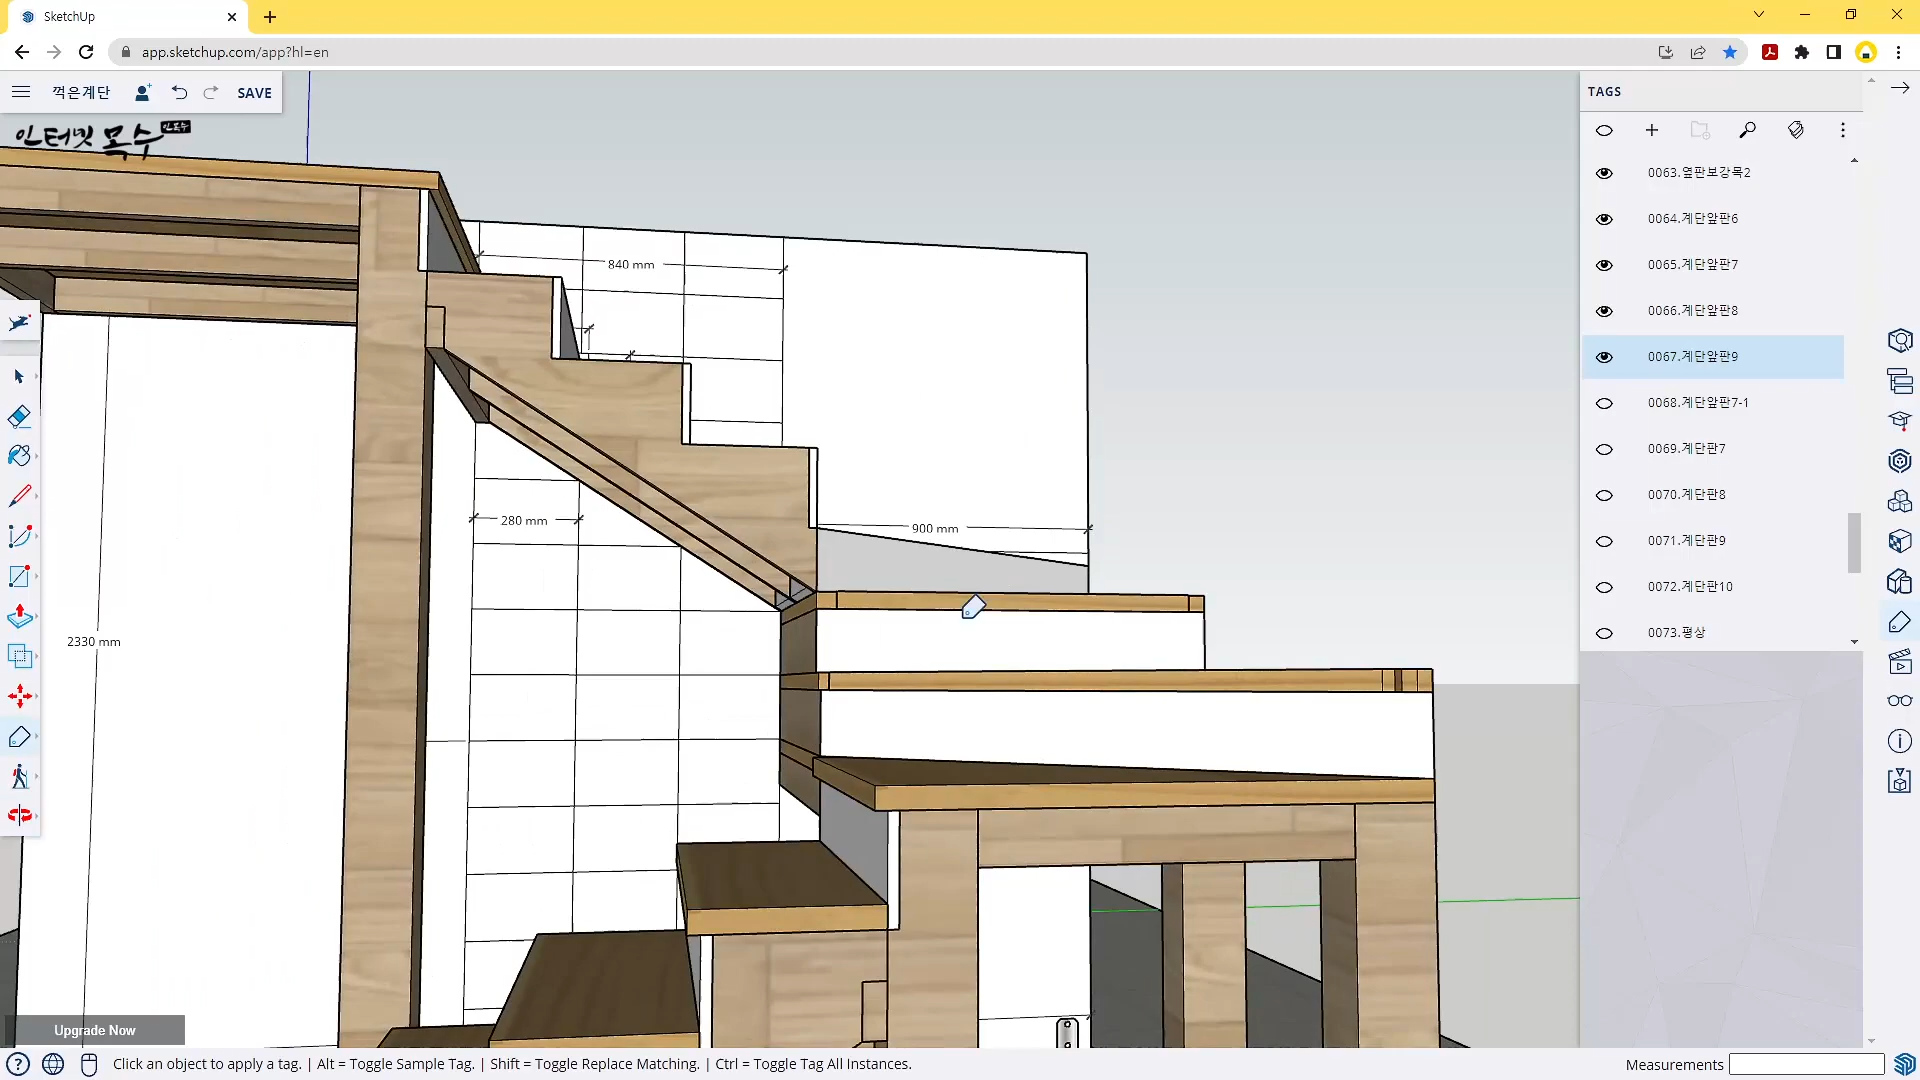 SketchUp
app.sketchup.com/app?hl=en
꺽은계단
SAVE
TAGS
인터넷 목수
0063.옆판보강목2
0064.계단앞판6
0065.계단앞판7
0066.계단앞판8
0067.계단앞판9
0068.계단앞판7-1
0069.계단판7
0070.계단판8
0071.계단판9
0072.계단판10
0073.평상
840 mm
280 mm
900 mm
2330 mm
Upgrade Now
Click an object to apply a tag. | Alt = Toggle Sample Tag. | Shift = Toggle Replace Matching. | Ctrl = Toggle Tag All Instances.
Measurements